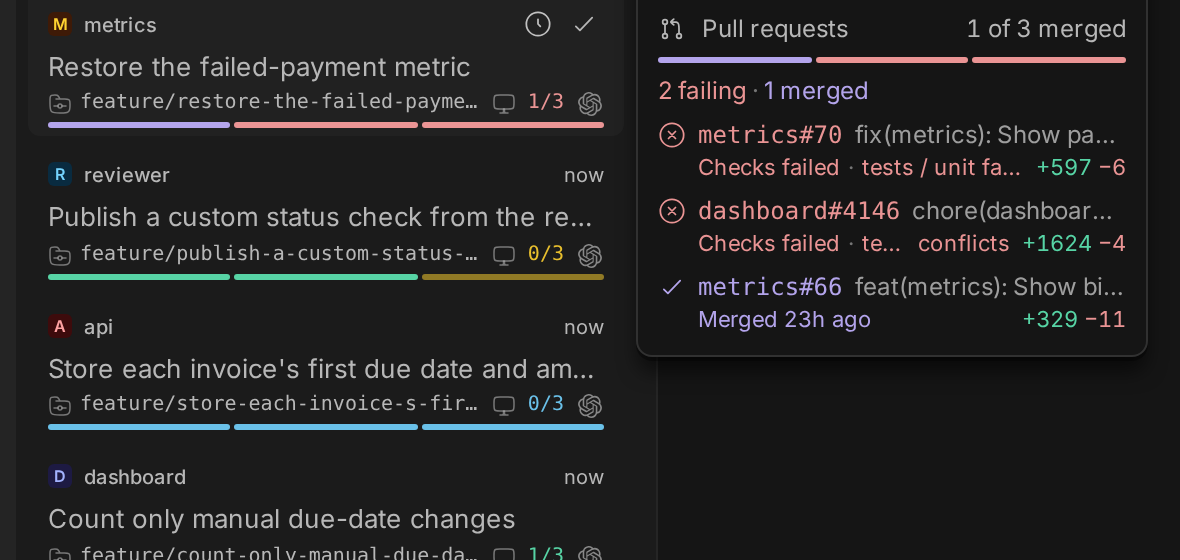 M metrics
Restore the failed-payment metric
feature/restore-the-failed-payme… 1/3
R reviewer now
Publish a custom status check from the re…
feature/publish-a-custom-status-… 0/3
A api now
Store each invoice's first due date and am…
feature/store-each-invoice-s-fir… 0/3
D dashboard now
Count only manual due-date changes
feature/count-only-manual-due-da… 1/3
Pull requests 1 of 3 merged
2 failing · 1 merged
metrics#70 fix(metrics): Show pa…
Checks failed · tests / unit fa… +597 −6
dashboard#4146 chore(dashboar…
Checks failed · te… conflicts +1624 −4
metrics#66 feat(metrics): Show bi…
Merged 23h ago +329 −11